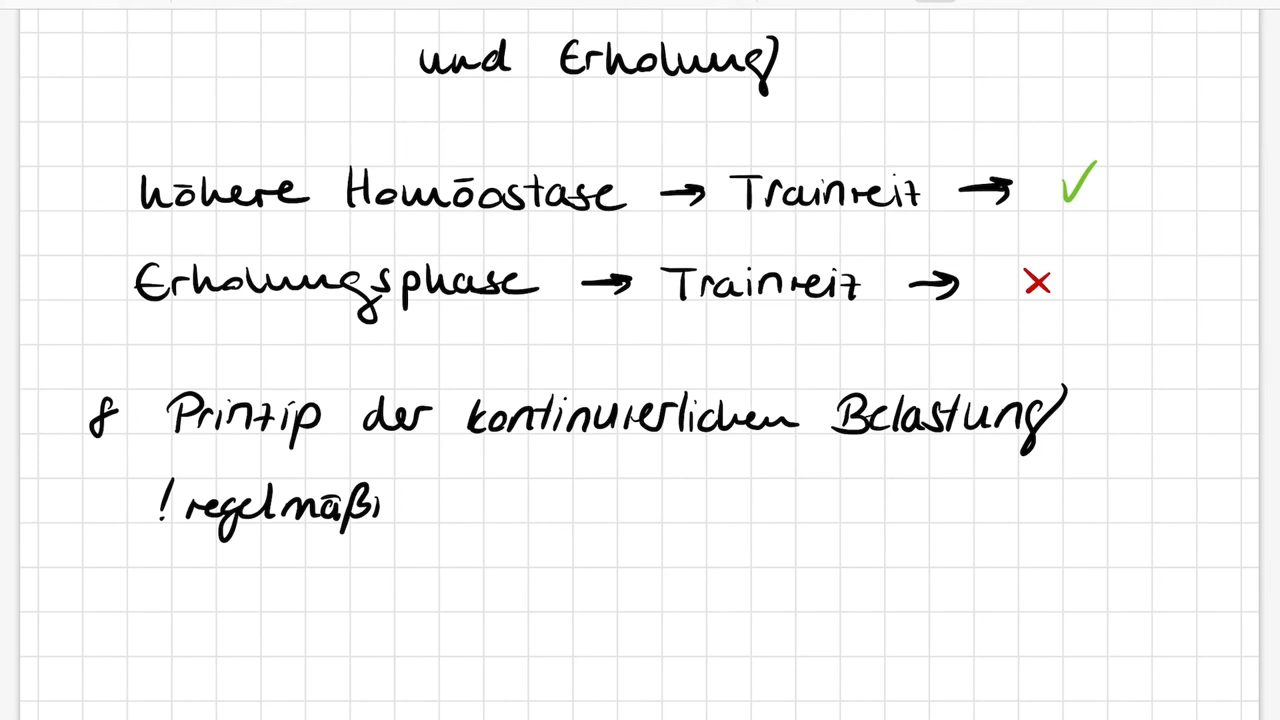 und Erholung
höhere Homöostase → Trainreiz → ✓
Erholungsphase → Trainreiz → ×
8 Prinzip der kontinuierlichen Belastung
! regelmäßi